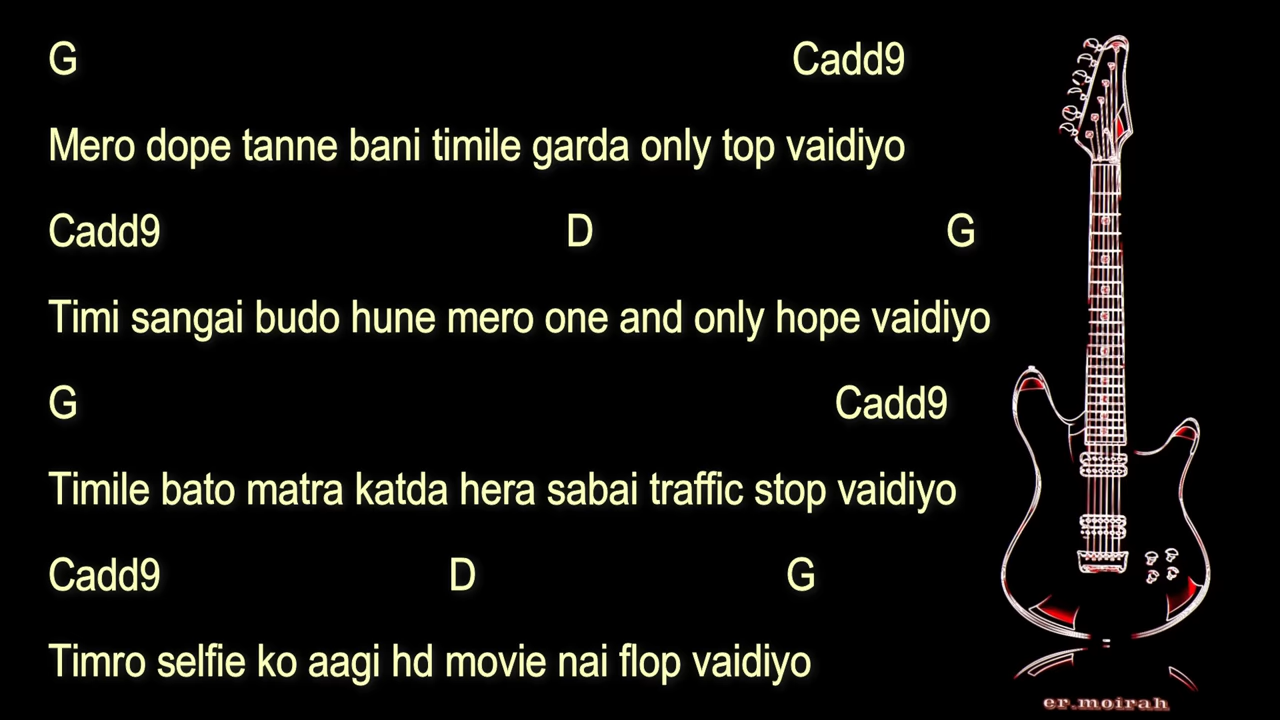 G Cadd9
Mero dope tanne bani timile garda only top vaidiyo
Cadd9 D G
Timi sangai budo hune mero one and only hope vaidiyo
G Cadd9
Timile bato matra katda hera sabai traffic stop vaidiyo
Cadd9 D G
Timro selfie ko aagi hd movie nai flop vaidiyo
er.moirah